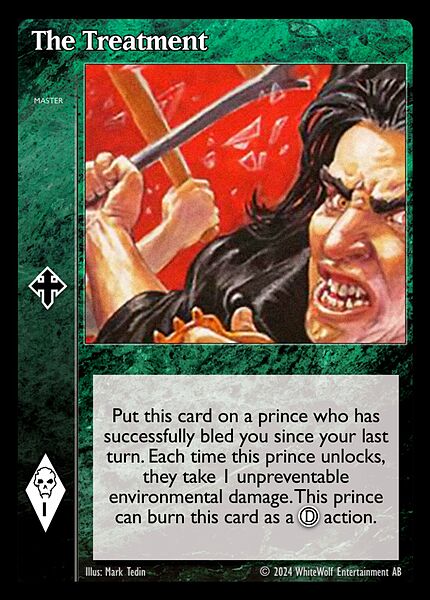 The Treatment
MASTER
Put this card on a prince who has
successfully bled you since your last
turn. Each time this prince unlocks,
they take 1 unpreventable
environmental damage. This prince
can burn this card as a Ⓓ action.
1
Illus: Mark Tedin © 2024 WhiteWolf Entertainment AB